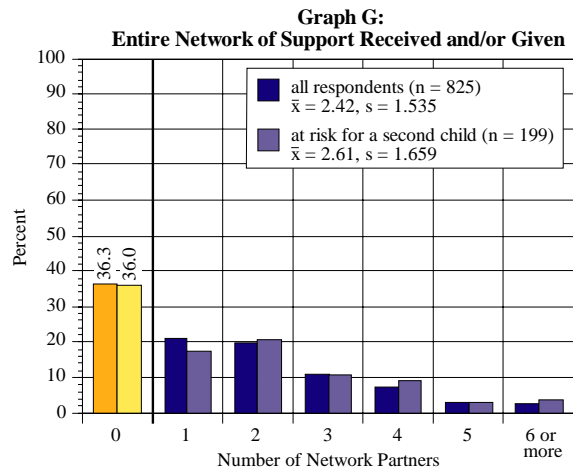 Graph G:
Entire Network of Support Received and/or Given
100
90
80
70
60
50
40
30
20
10
0
Percent
all respondents (n = 825)
x̄ = 2.42, s = 1.535
at risk for a second child (n = 199)
x̄ = 2.61, s = 1.659
36.3
36.0
0
1
2
3
4
5
6 or
more
Number of Network Partners